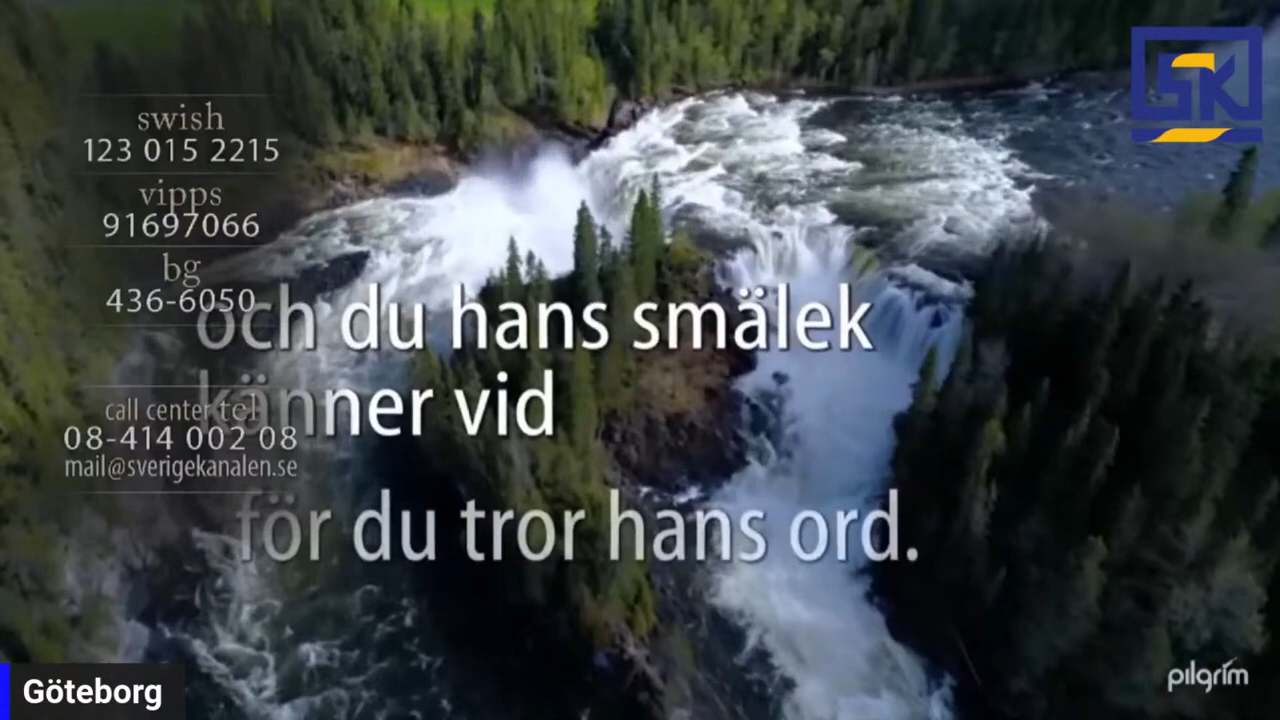 SK
swish
123 015 2215
vipps
91697066
bg
436-6050
och du hans smälek
känner vid
call center tel
08-414 002 08
mail@sverigekanalen.se
för du tror hans ord.
Göteborg
pilgrim